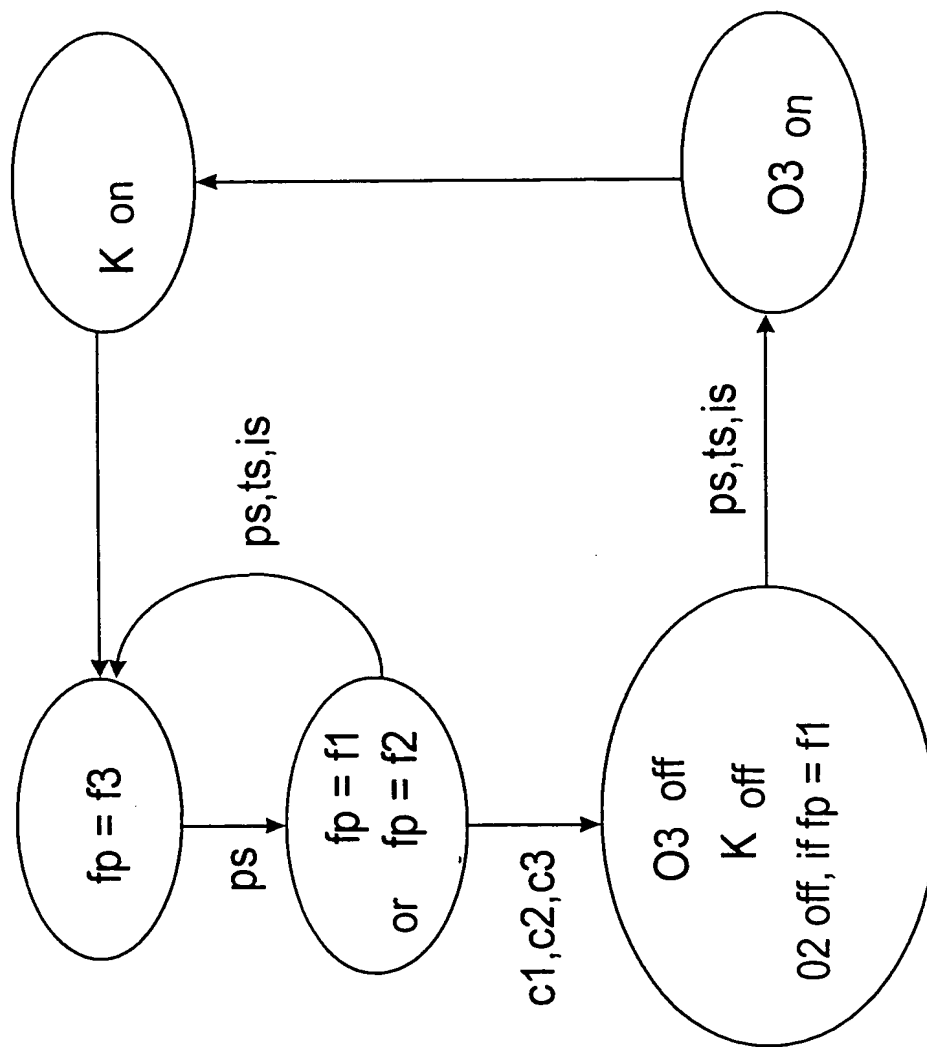 fp = f3
K on
ps
ps,ts,is
fp = f1
or fp = f2
c1,c2,c3
ps,ts,is
O3 off
K off
02 off, if fp = f1
O3 on